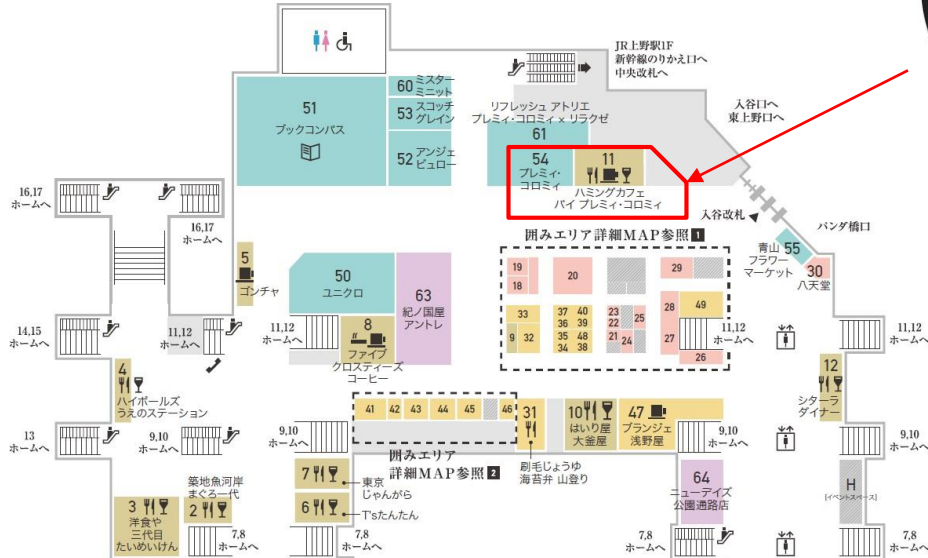 JR上野駅1F
新幹線のりかえ口へ
中央改札へ
入谷口へ
東上野口へ
51
ブックコンパス
60 ミスター
ミニット
53 スコッチ
グレイン
52 アンジェ
ビュロー
リフレッシュ アトリエ
プレミィ・コロミィ × リラクゼ
61
54
プレミィ・
コロミィ
11
ハミングカフェ
バイ プレミィ・コロミィ
入谷改札
パンダ橋口
55
青山
フラワー
マーケット
30
八天堂
16,17
ホームへ
16,17
ホームへ
5
ゴンチャ
50
ユニクロ
63
紀ノ国屋
アントレ
8
ファイブ
クロスティーズ
コーヒー
11,12
ホームへ
囲みエリア詳細MAP参照 1
19
18
20
29
33
9
32
37 40
36 39
35 48
34 38
23
22
21
24
25
28
27
49
26
11,12
ホームへ
14,15
ホームへ
11,12
ホームへ
4
ハイボールズ
うえのステーション
11,12
ホームへ
12
シターラ
ダイナー
41
42
43
44
45
46
囲みエリア
詳細MAP参照 2
31
刷毛じょうゆ
海苔弁 山登り
10
はいり屋
大釜屋
47
ブランジェ
浅野屋
9,10
ホームへ
9,10
ホームへ
13
ホームへ
9,10
ホームへ
9,10
ホームへ
7
東京
じゃんがら
6
T'sたんたん
64
ニューデイズ
公園通路店
H
[イベントスペース]
築地魚河岸
まぐろ一代
2
3
洋食や
三代目
たいめいけん
7,8
ホームへ
7,8
ホームへ
7,8
ホームへ
7,8
ホームへ